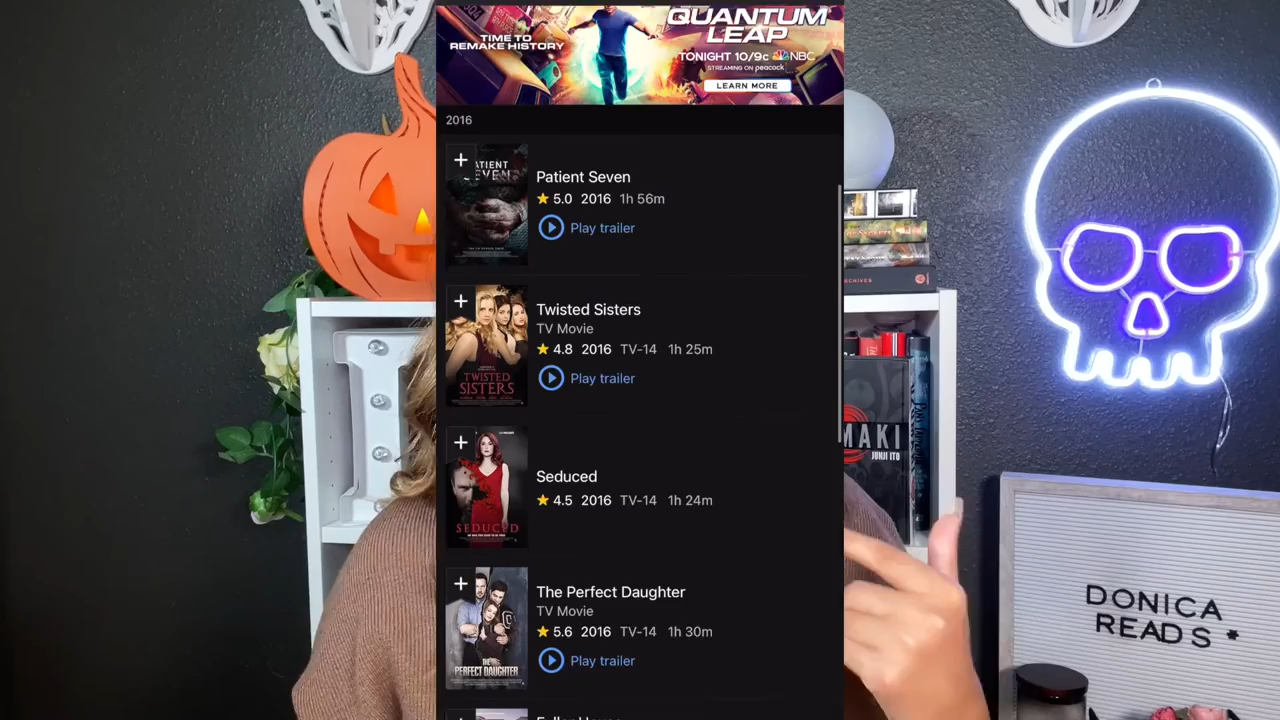 TIME TO
REMAKE HISTORY
QUANTUM
LEAP
TONIGHT 10/9c NBC
STREAMING ON peacock
LEARN MORE
2016
PATIENT
SEVEN
Patient Seven
5.0 2016 1h 56m
Play trailer
TWISTED
SISTERS
Twisted Sisters
TV Movie
4.8 2016 TV-14 1h 25m
Play trailer
SEDUCED
Seduced
4.5 2016 TV-14 1h 24m
THE
PERFECT DAUGHTER
The Perfect Daughter
TV Movie
5.6 2016 TV-14 1h 30m
Play trailer
MAKI
JUNJI ITO
DONICA
READS *